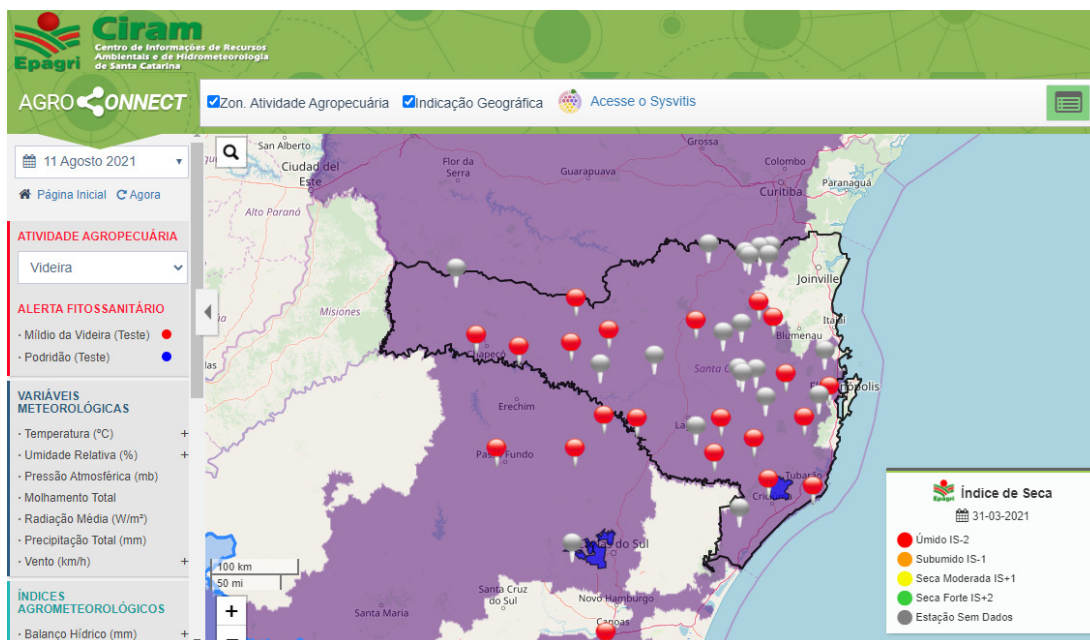 Epagri
Ciram
Centro de Informações de Recursos
Ambientais e de Hidrometeorologia
de Santa Catarina
AGRO CONNECT
Zon. Atividade Agropecuária
Indicação Geográfica
Acesse o Sysvitis
11 Agosto 2021
Página Inicial
Agora
ATIVIDADE AGROPECUÁRIA
Videira
ALERTA FITOSSANITÁRIO
· Míldio da Videira (Teste)
· Podridão (Teste)
VARIÁVEIS
METEOROLÓGICAS
· Temperatura (ºC) +
· Umidade Relativa (%) +
· Pressão Atmosférica (mb)
· Molhamento Total
· Radiação Média (W/m²)
· Precipitação Total (mm)
· Vento (km/h) +
ÍNDICES
AGROMETEOROLÓGICOS
· Balanço Hídrico (mm) +
San Alberto
Ciudad del
Este
Flor da
Serra
Guarapuava
Grossa
Colombo
Curitiba
Paranaguá
Alto Paraná
Misiones
Joinville
Itajaí
Blumenau
Chapecó
Santa C
nópolis
Erechim
Lag
Passo Fundo
Tubarão
Criciúma
as do Sul
100 km
50 mi
Santa Cruz
do Sul
Novo Hamburgo
Santa Maria
Canoas
+
Epagri
Índice de Seca
31-03-2021
Úmido IS-2
Subumido IS-1
Seca Moderada IS+1
Seca Forte IS+2
Estação Sem Dados